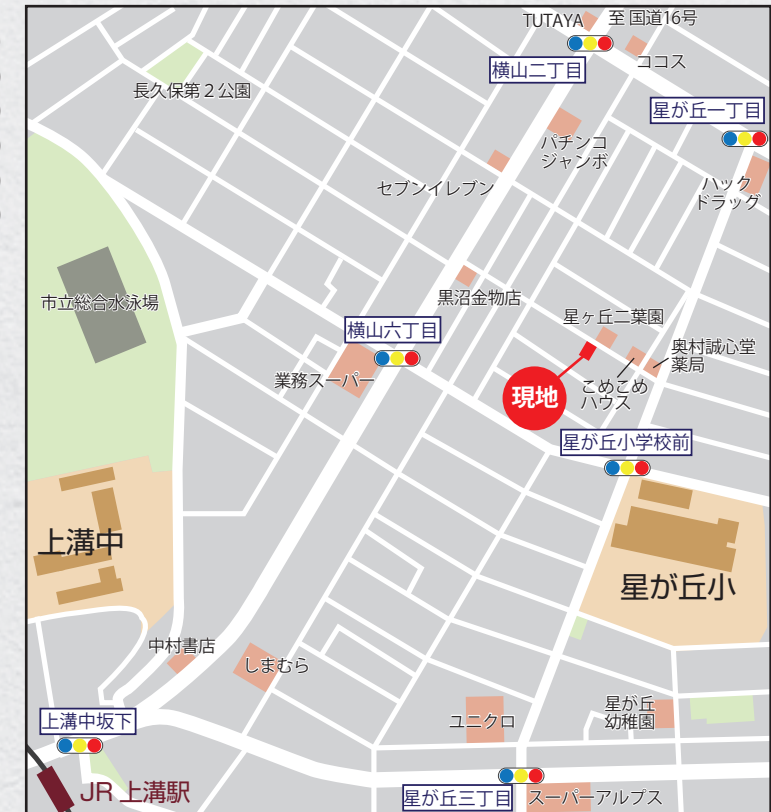 TUTAYA
至 国道16号
横山二丁目
ココス
長久保第２公園
星が丘一丁目
パチンコ
ジャンボ
セブンイレブン
ハック
ドラッグ
市立総合水泳場
黒沼金物店
星ヶ丘二葉園
横山六丁目
奥村誠心堂
薬局
業務スーパー
こめこめ
ハウス
現地
星が丘小学校前
上溝中
星が丘小
中村書店
しまむら
上溝中坂下
ユニクロ
星が丘
幼稚園
JR 上溝駅
星が丘三丁目
スーパーアルプス